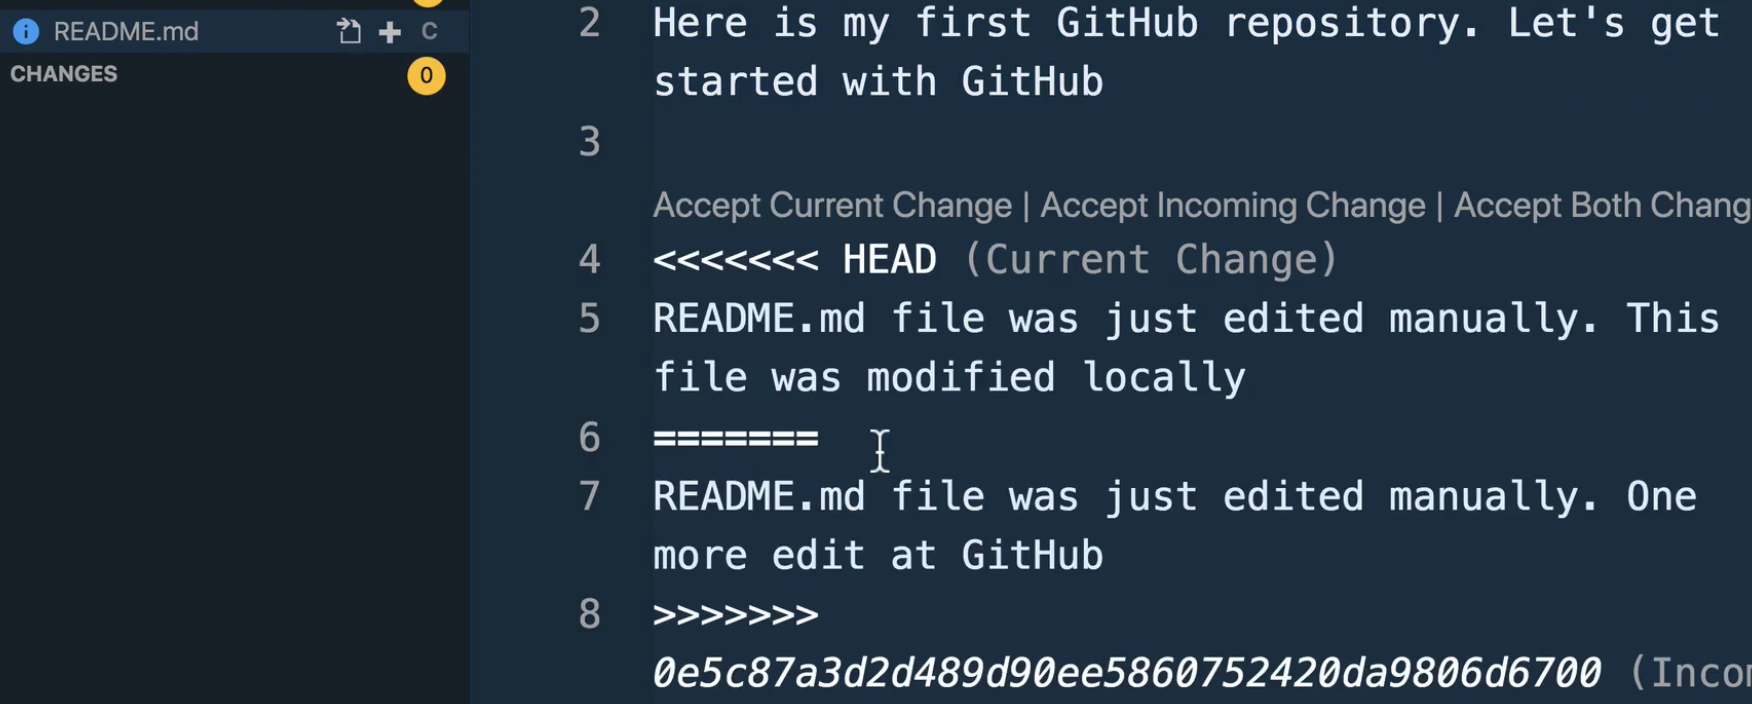 README.md C
CHANGES 0
2 Here is my first GitHub repository. Let's get
started with GitHub
3
Accept Current Change | Accept Incoming Change | Accept Both Chang
4 <<<<<<< HEAD (Current Change)
5 README.md file was just edited manually. This
file was modified locally
6 =======
7 README.md file was just edited manually. One
more edit at GitHub
8 >>>>>>>
0e5c87a3d2d489d90ee5860752420da9806d6700 (Incom